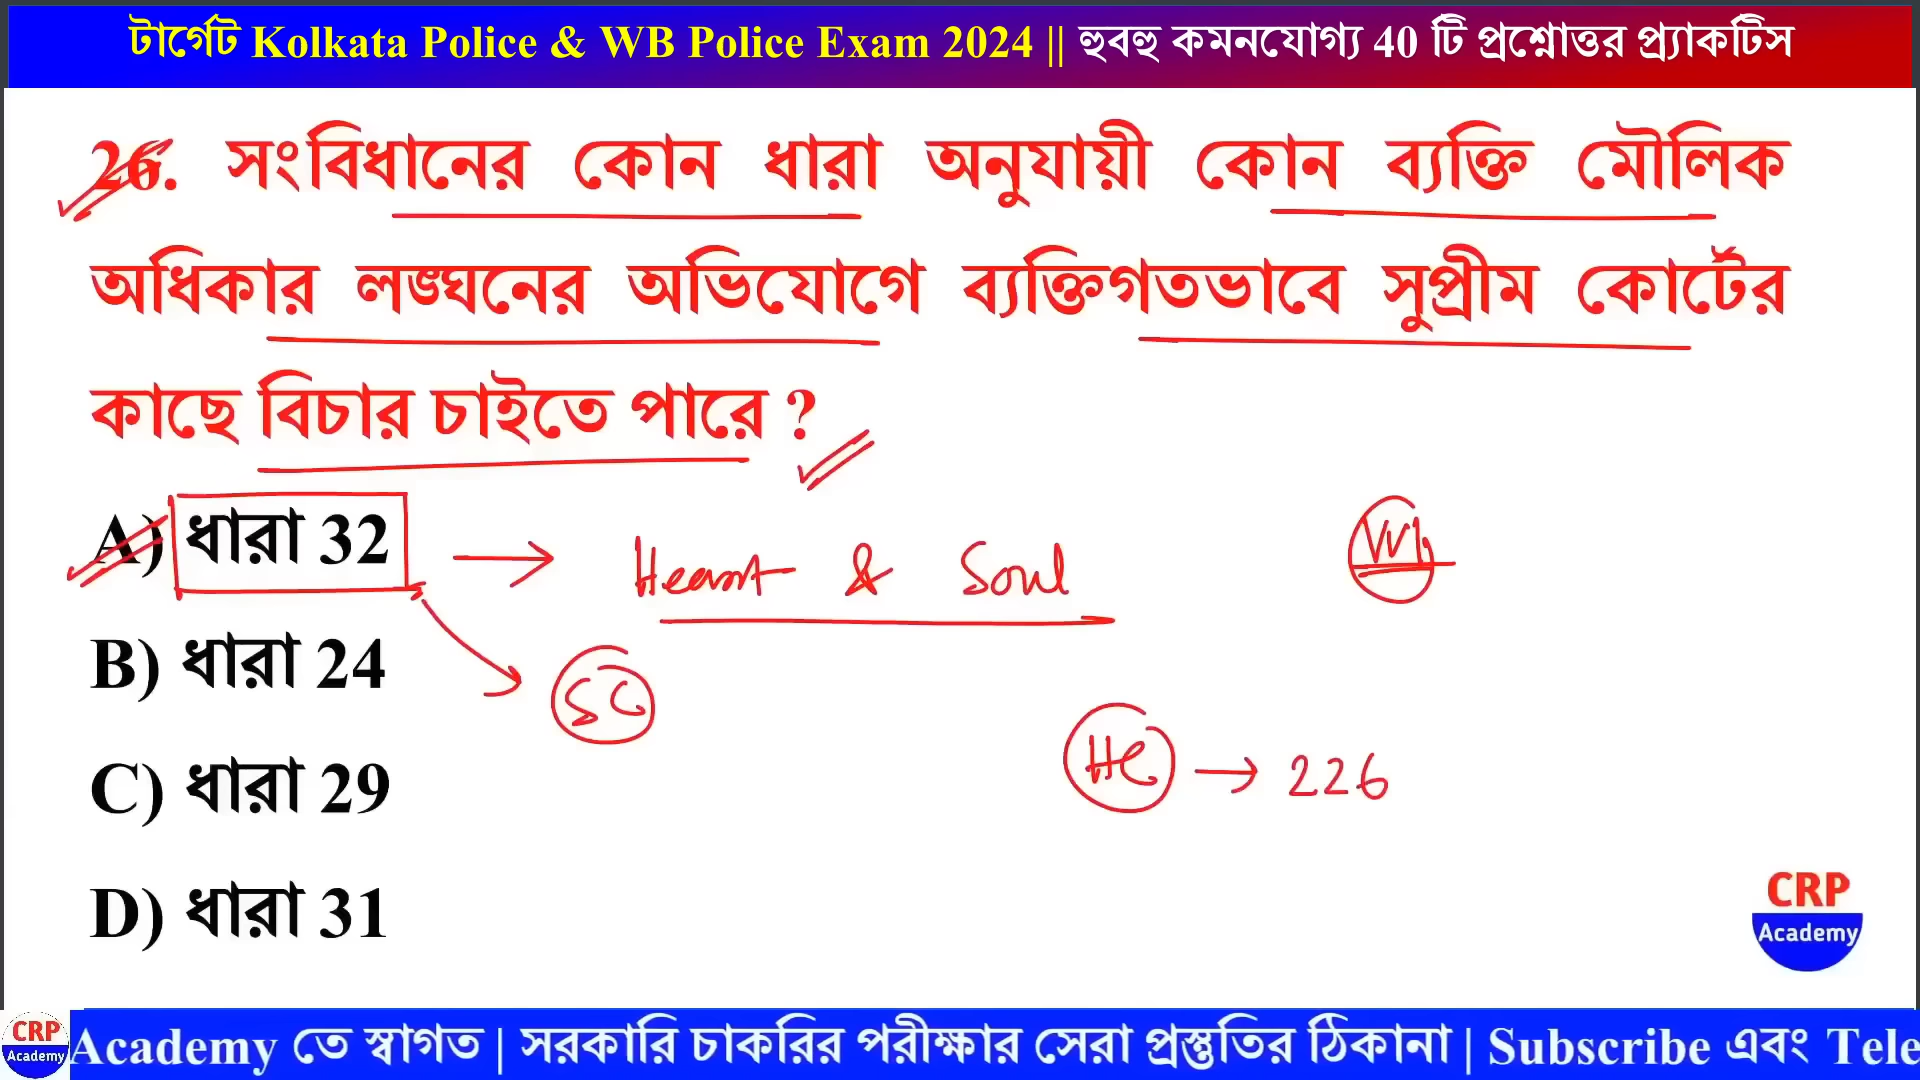 টার্গেট Kolkata Police & WB Police Exam 2024 || হুবহু কমনযোগ্য 40 টি প্রশ্নোত্তর প্র্যাকটিস
26. সংবিধানের কোন ধারা অনুযায়ী কোন ব্যক্তি মৌলিক
অধিকার লঙ্ঘনের অভিযোগে ব্যক্তিগতভাবে সুপ্রীম কোর্টের
কাছে বিচার চাইতে পারে ?
A) ধারা 32
Heart & Soul
B) ধারা 24
SC
C) ধারা 29
HC → 226
D) ধারা 31
CRP
Academy
CRP
Academy
Academy তে স্বাগত | সরকারি চাকরির পরীক্ষার সেরা প্রস্তুতির ঠিকানা | Subscribe এবং Tele